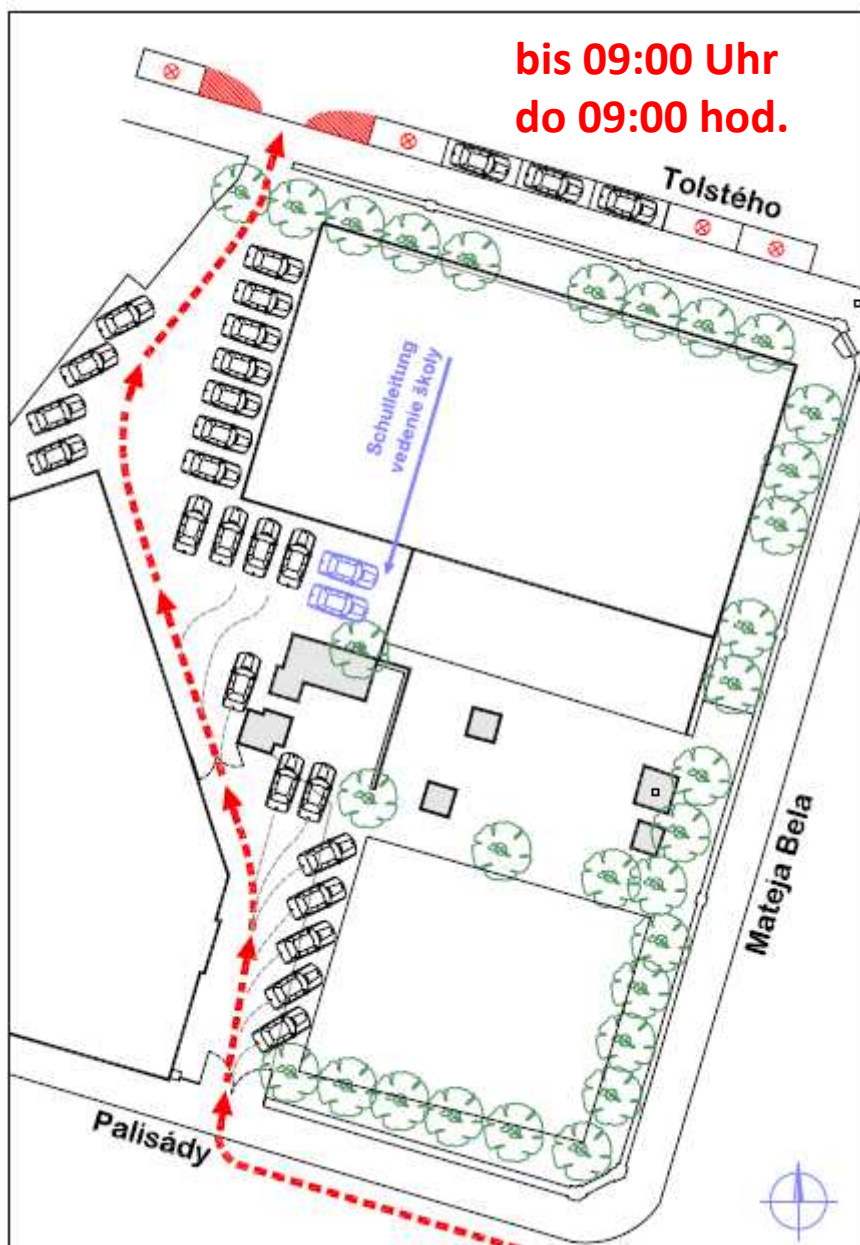 bis 09:00 Uhr
do 09:00 hod.
Tolstého
Schulleitung
vedenie školy
Mateja Bela
Palisády